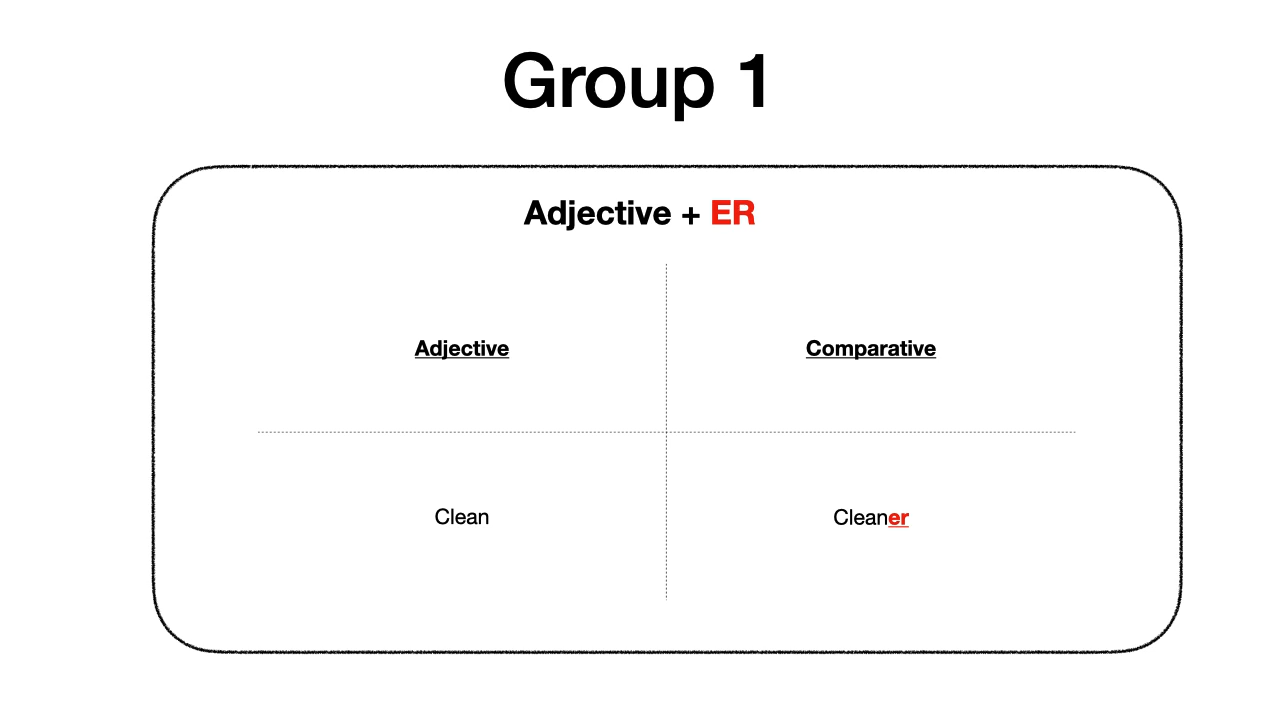 Group 1
Adjective + ER
Adjective
Comparative
Clean
Cleaner